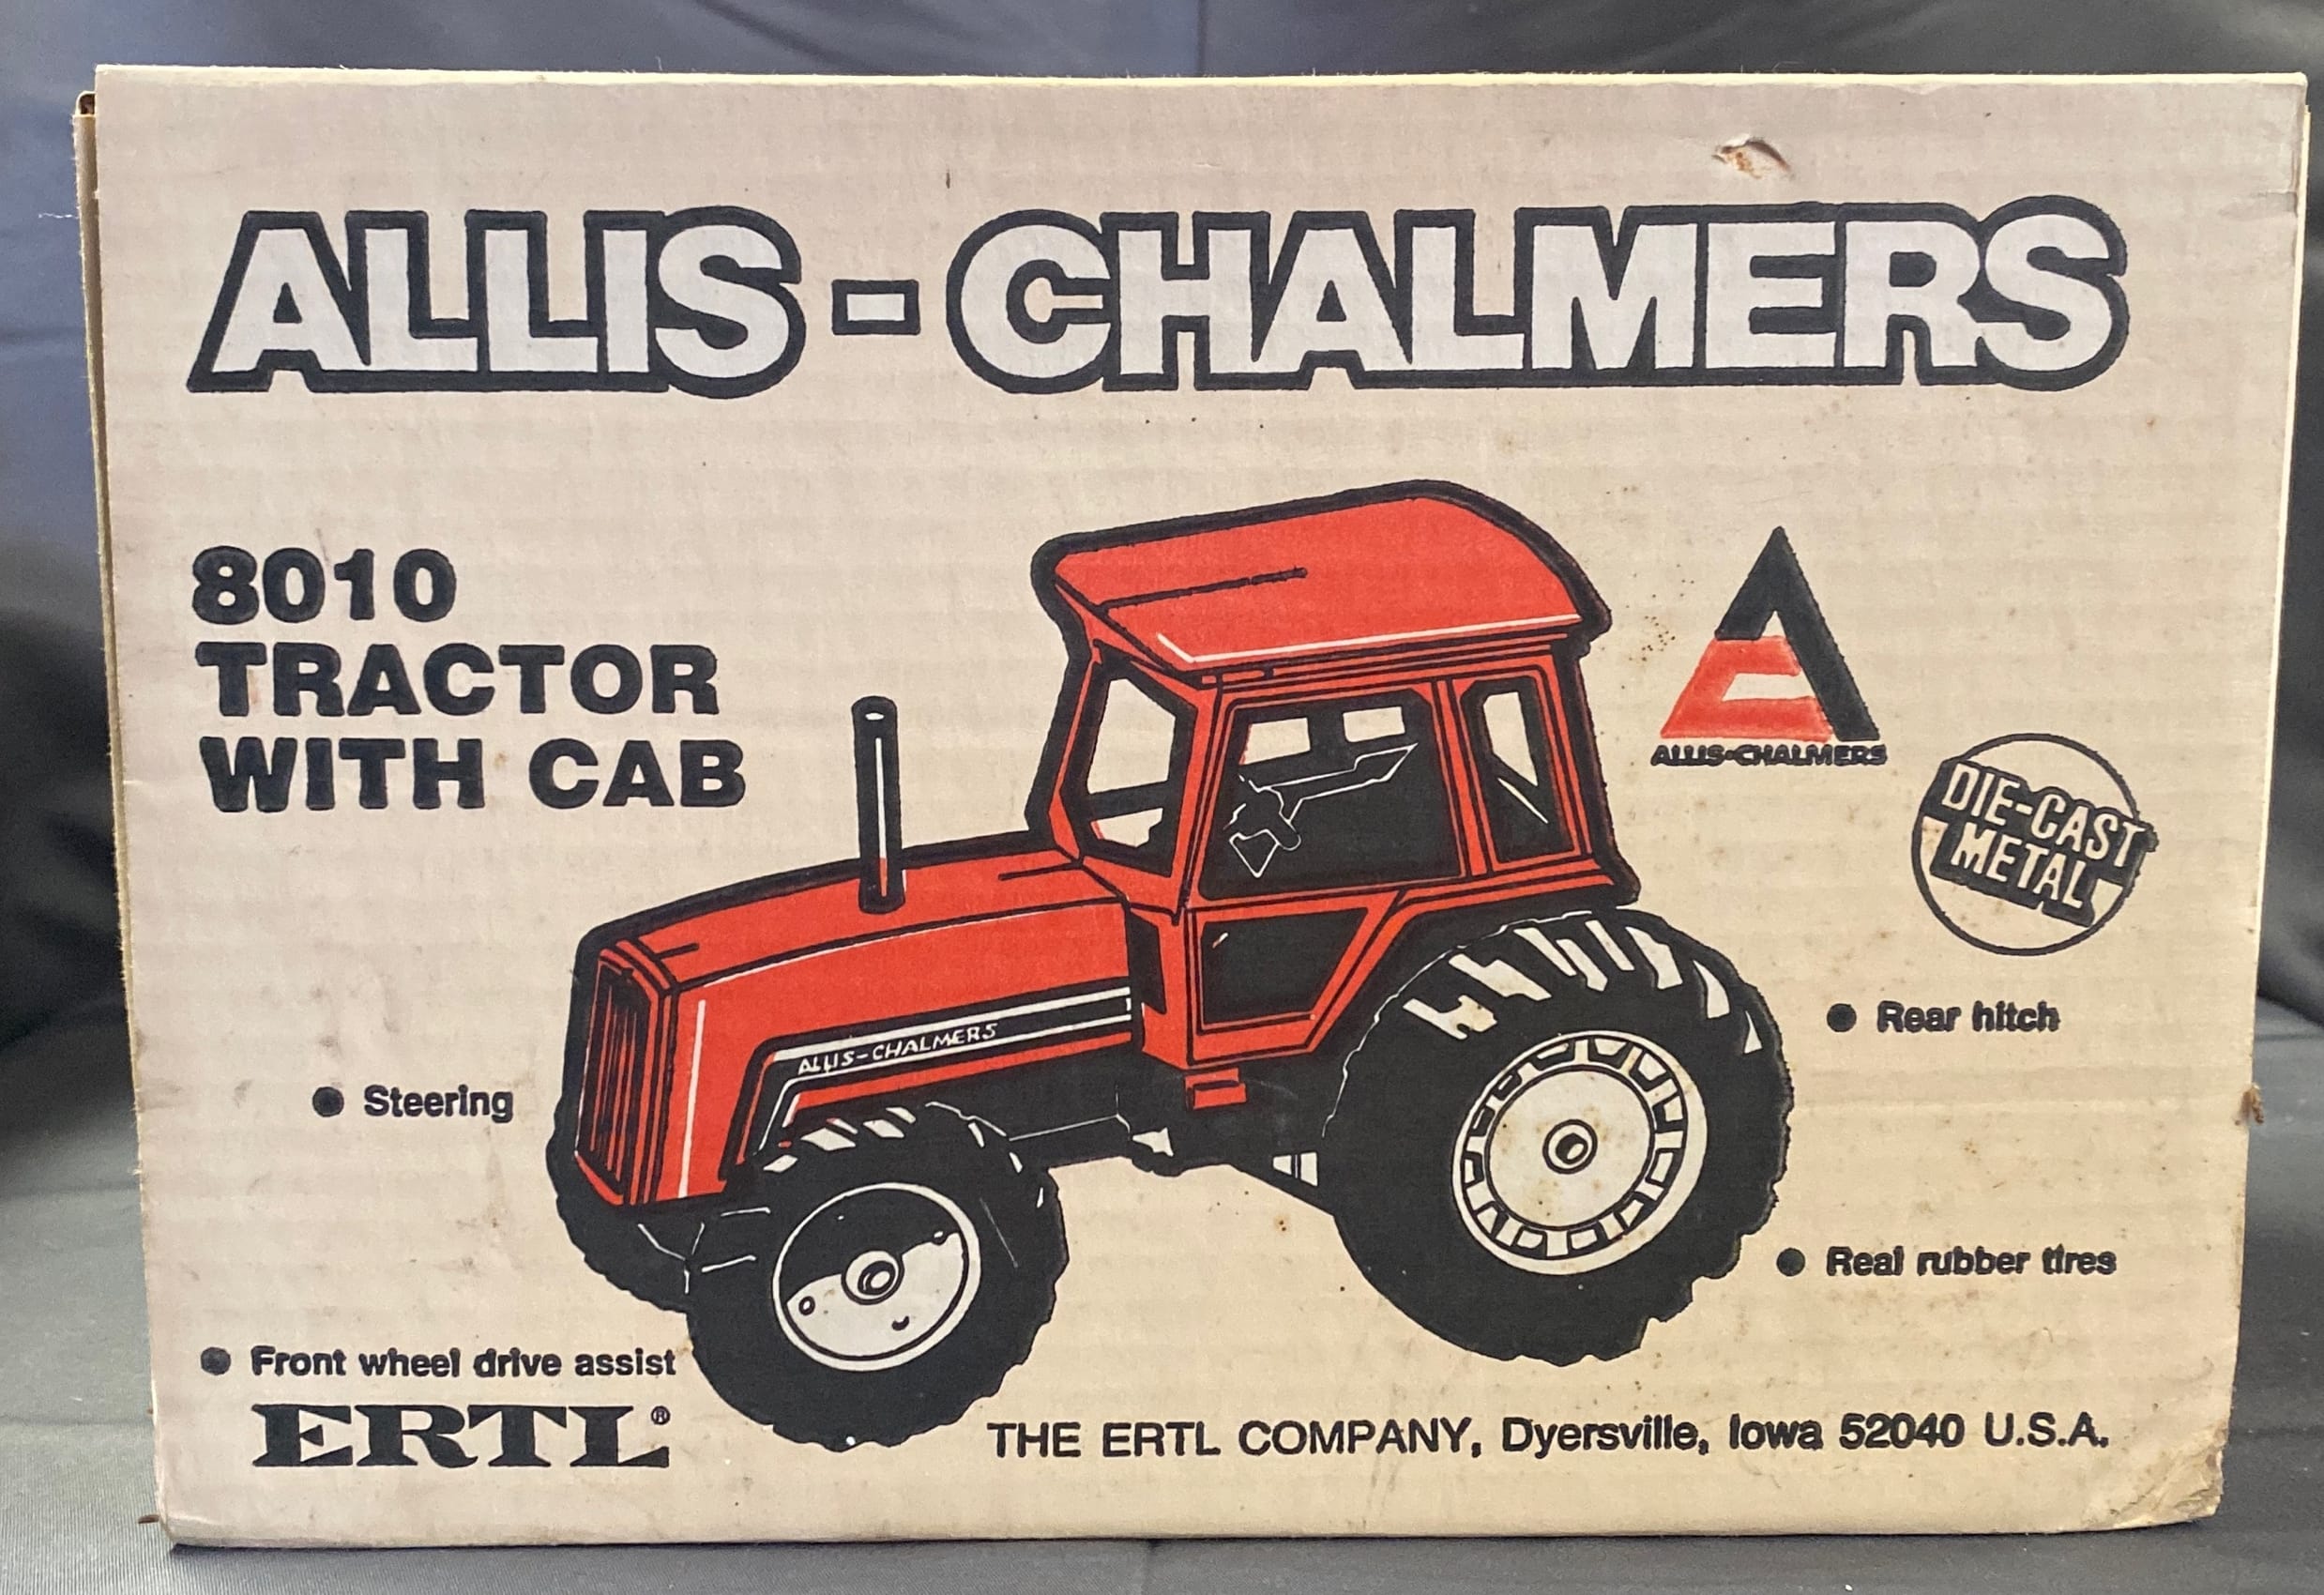 ALLIS-CHALMERS
8010
TRACTOR
WITH CAB
ALLIS-CHALMERS
DIE-CAST
METAL
● Rear hitch
ALLIS-CHALMERS
● Steering
● Real rubber tires
● Front wheel drive assist
ERTL®
THE ERTL COMPANY, Dyersville, Iowa 52040 U.S.A.